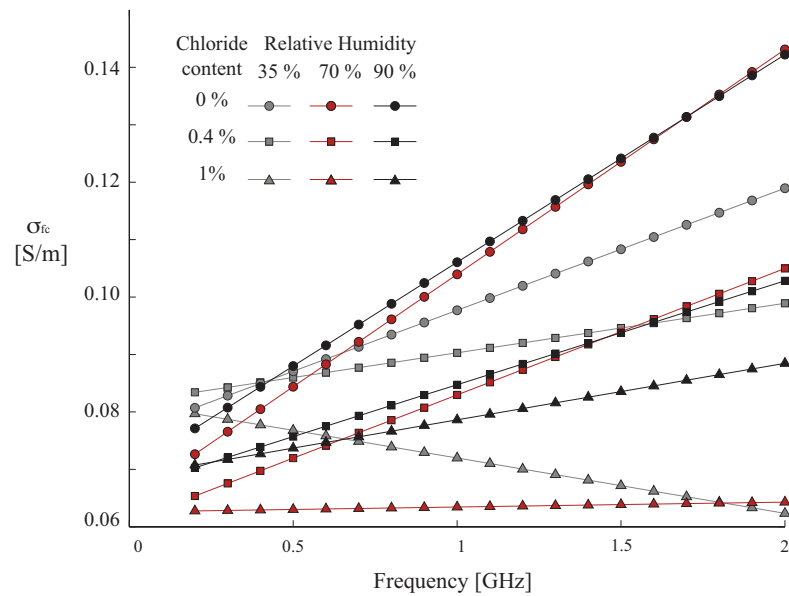 Chloride Relative Humidity
content 35 % 70 % 90 %
0 %
0.4 %
1%
0.14
0.12
0.10
0.08
0.06
σfc
[S/m]
0 0.5 1 1.5 2
Frequency [GHz]